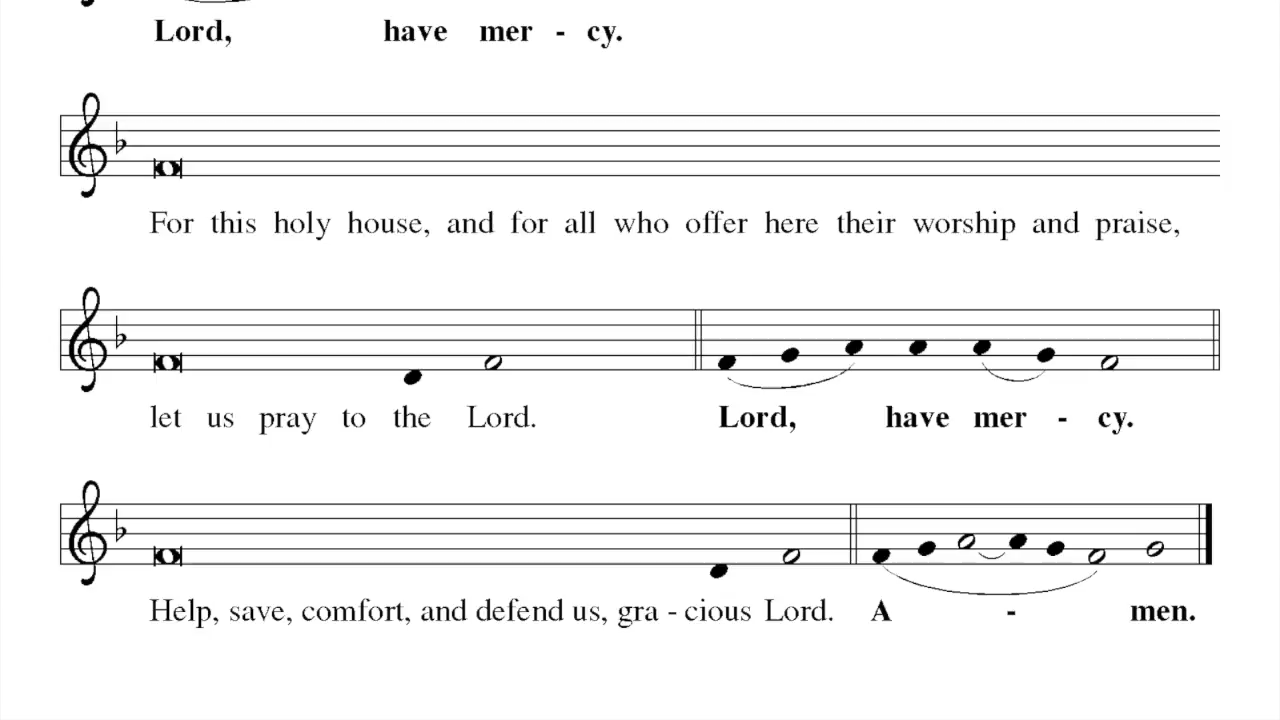 Lord, have mer - cy.
For this holy house, and for all who offer here their worship and praise,
let us pray to the Lord. Lord, have mer - cy.
Help, save, comfort, and defend us, gra - cious Lord. A - men.